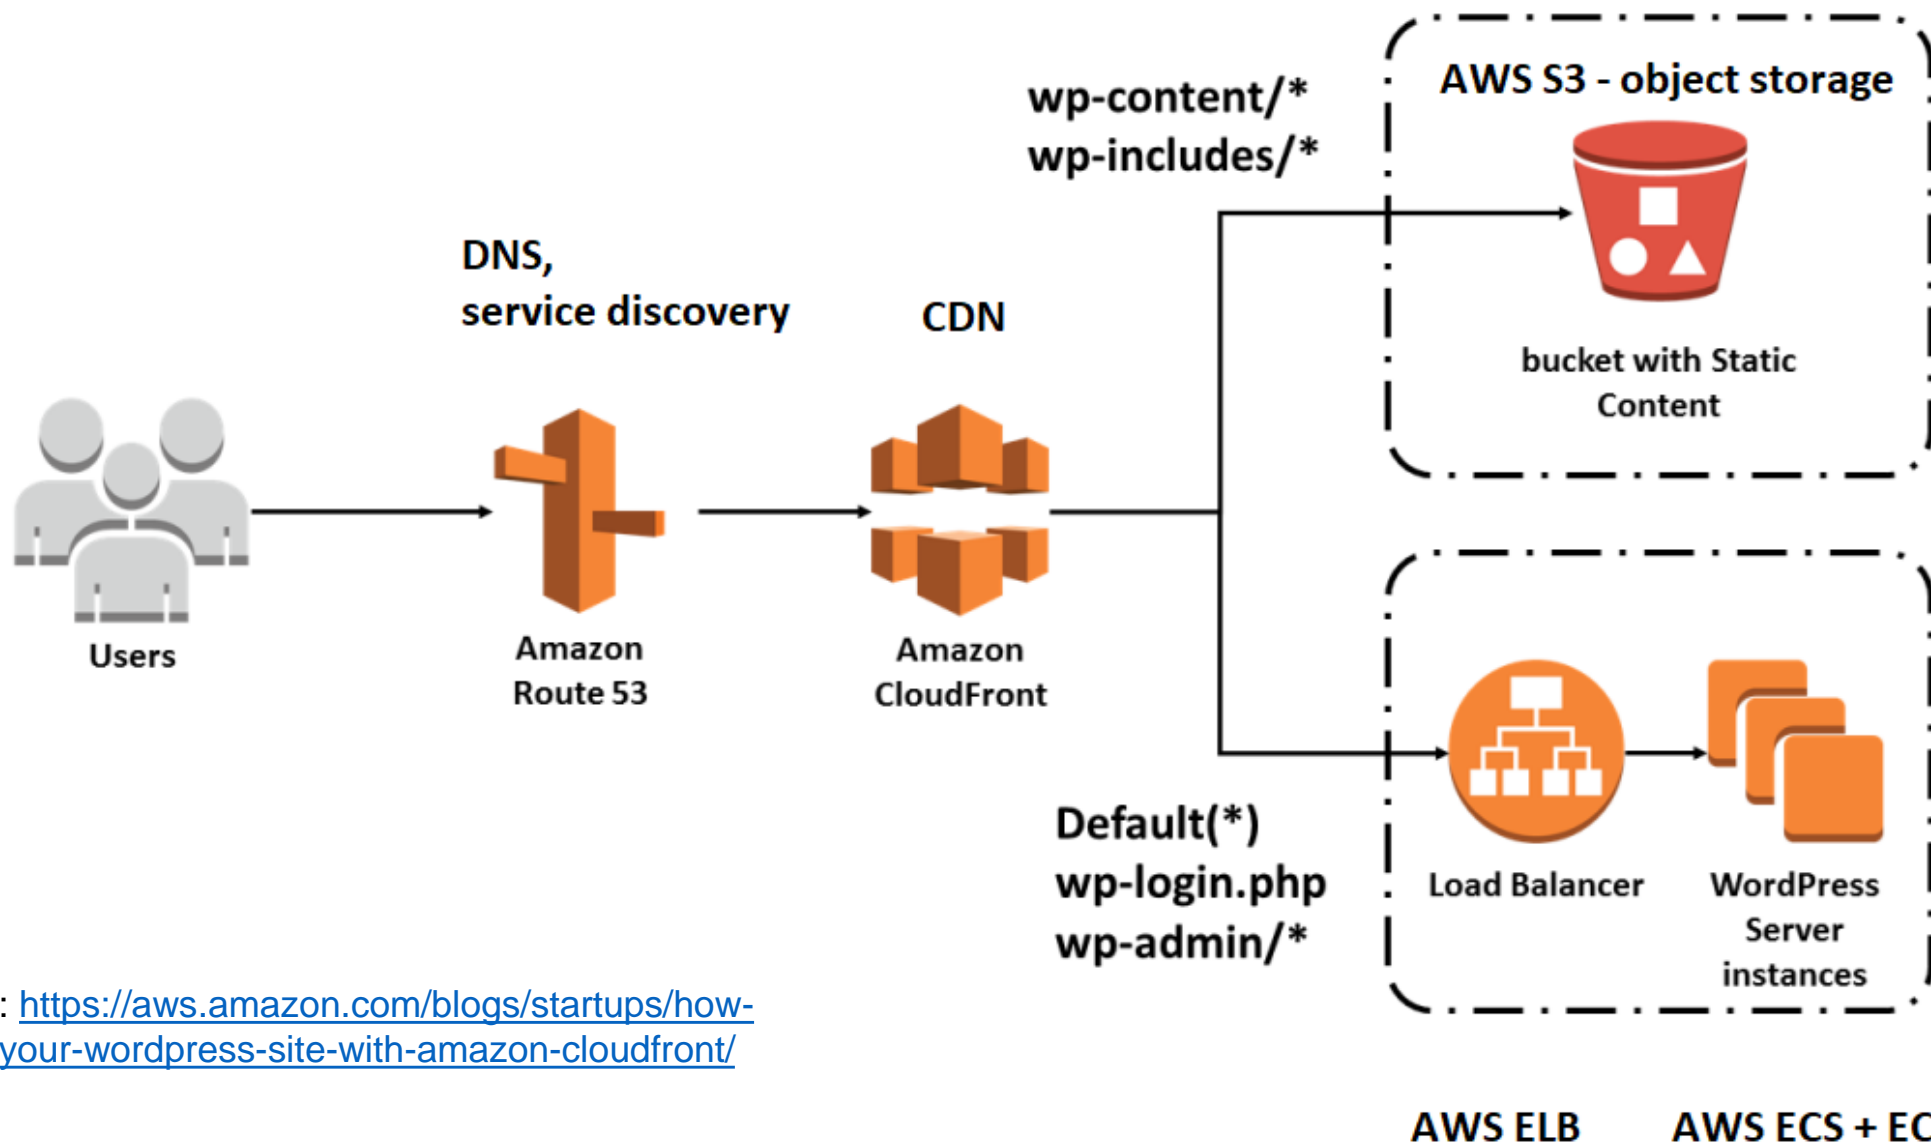 AWS S3 - object storage
wp-content/*
wp-includes/*
bucket with Static
Content
DNS,
service discovery
CDN
Users
Amazon
Route 53
Amazon
CloudFront
Default(*)
wp-login.php
wp-admin/*
Load Balancer
WordPress
Server
instances
: https://aws.amazon.com/blogs/startups/how-
your-wordpress-site-with-amazon-cloudfront/
AWS ELB
AWS ECS +